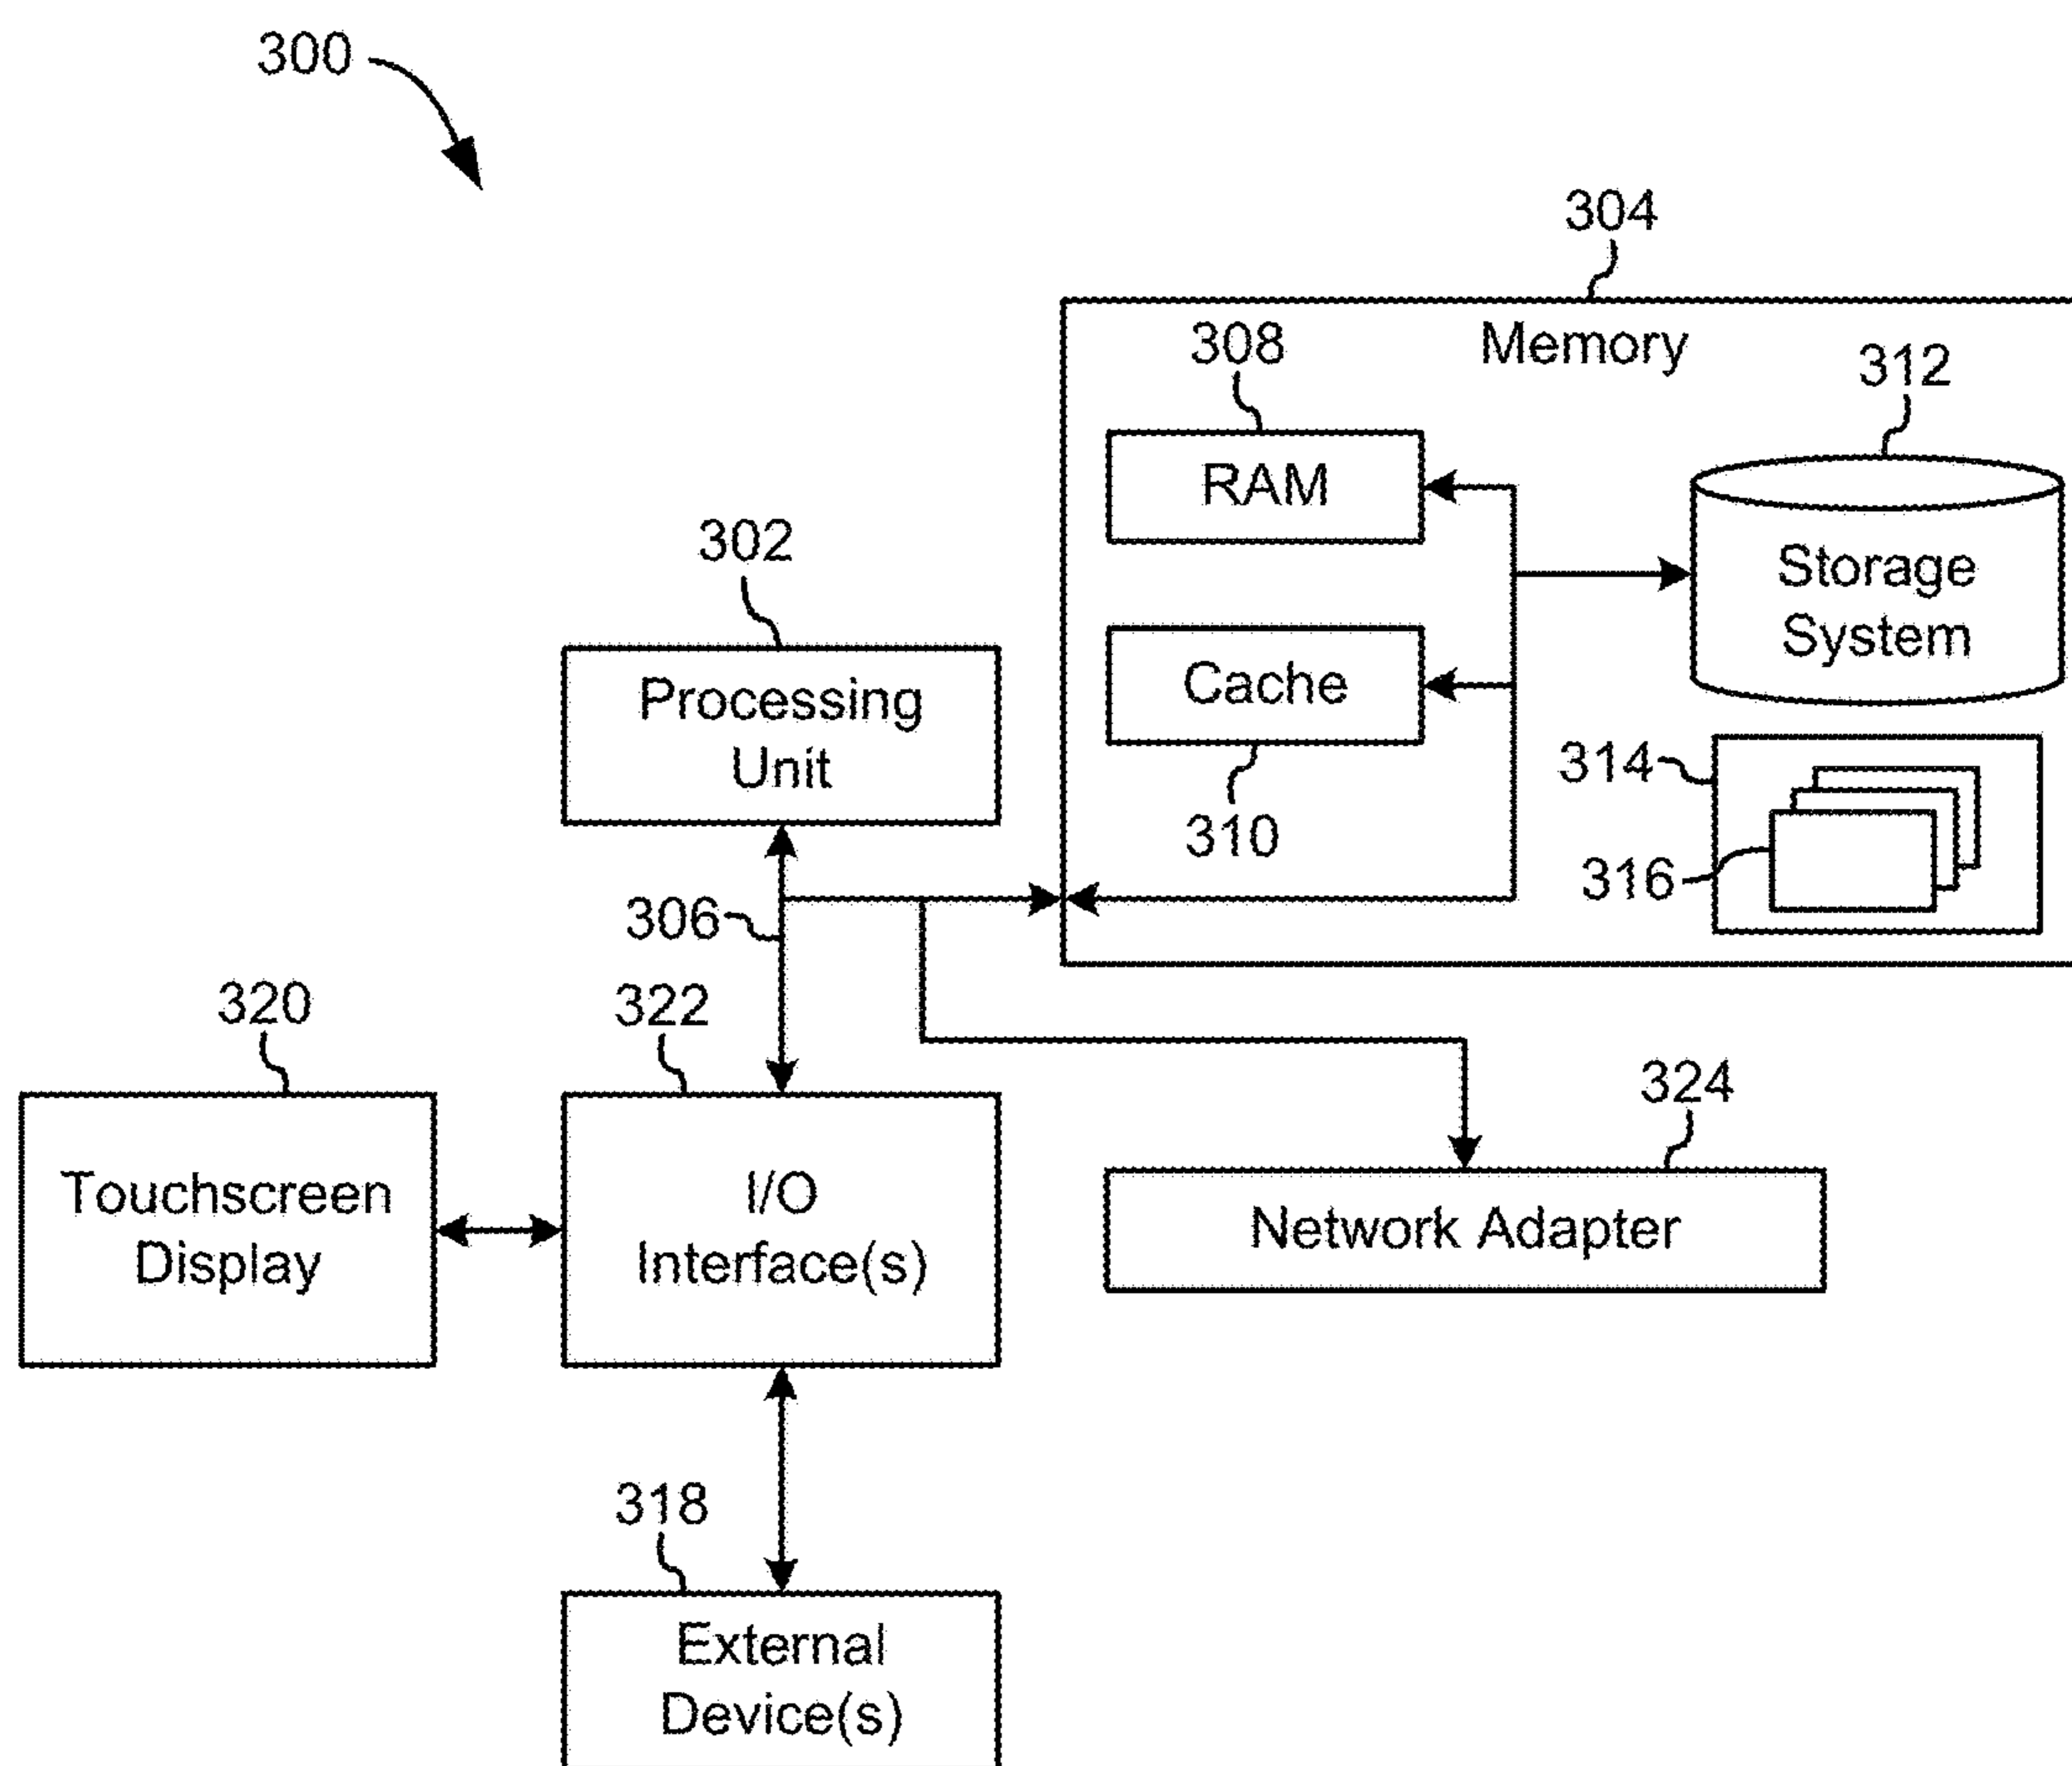 300
304
Memory
308
312
RAM
Storage
System
302
Processing
Unit
Cache
310
314
316
306
320
322
324
Touchscreen
Display
I/O
Interface(s)
Network Adapter
318
External
Device(s)